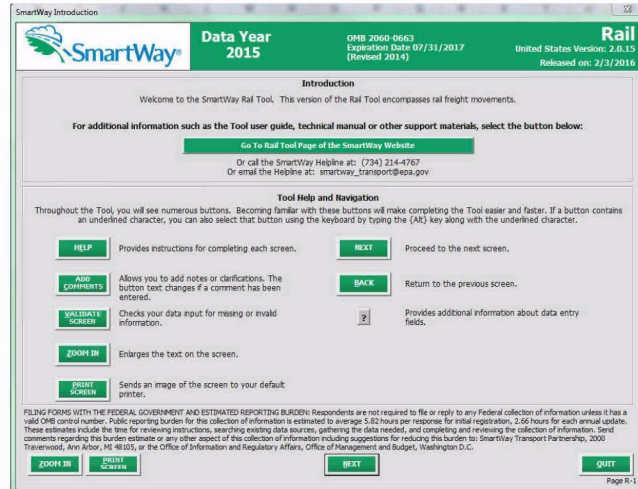 SmartWay Introduction
SmartWay
Data Year
2015
OMB 2060-0663
Expiration Date 07/31/2017
(Revised 2014)
Rail
United States Version: 2.0.15
Released on: 2/3/2016
Introduction
Welcome to the SmartWay Rail Tool. This version of the Rail Tool encompasses rail freight movements.
For additional information such as the Tool user guide, technical manual or other support materials, select the button below:
Go To Rail Tool Page of the SmartWay Website
Or call the SmartWay Helpline at: (734) 214-4767
Or email the Helpline at: smartway_transport@epa.gov
Tool Help and Navigation
Throughout the Tool, you will see numerous buttons. Becoming familiar with these buttons will make completing the Tool easier and faster. If a button contains
an underlined character, you can also select that button using the keyboard by typing the {Alt} key along with the underlined character.
HELP
Provides instructions for completing each screen.
NEXT
Proceed to the next screen.
ADD
COMMENTS
Allows you to add notes or clarifications. The
button text changes if a comment has been
entered.
BACK
Return to the previous screen.
VALIDATE
SCREEN
Checks your data input for missing or invalid
information.
?
Provides additional information about data entry
fields.
ZOOM IN
Enlarges the text on the screen.
PRINT
SCREEN
Sends an image of the screen to your default
printer.
FILING FORMS WITH THE FEDERAL GOVERNMENT AND ESTIMATED REPORTING BURDEN: Respondents are not required to file or reply to any Federal collection of information unless it has a
valid OMB control number. Public reporting burden for this collection of information is estimated to average 5.82 hours per response for initial registration, 2.66 hours for each annual update.
These estimates include the time for reviewing instructions, searching existing data sources, gathering the data needed, and completing and reviewing the collection of information. Send
comments regarding this burden estimate or any other aspect of this collection of information including suggestions for reducing this burden to: SmartWay Transport Partnership, 2000
Traverwood, Ann Arbor, MI 48105, or the Office of Information and Regulatory Affairs, Office of Management and Budget, Washington D.C.
ZOOM IN
PRINT
SCREEN
NEXT
QUIT
Page R-1